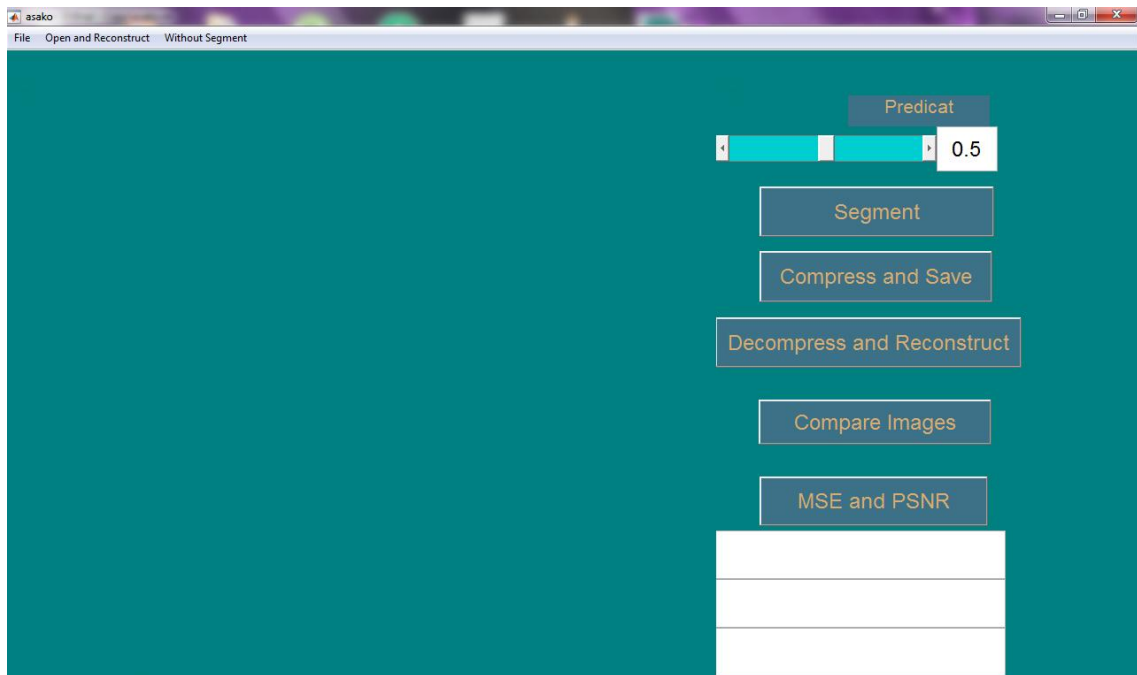 asako
File Open and Reconstruct Without Segment
Predicat
0.5
Segment
Compress and Save
Decompress and Reconstruct
Compare Images
MSE and PSNR